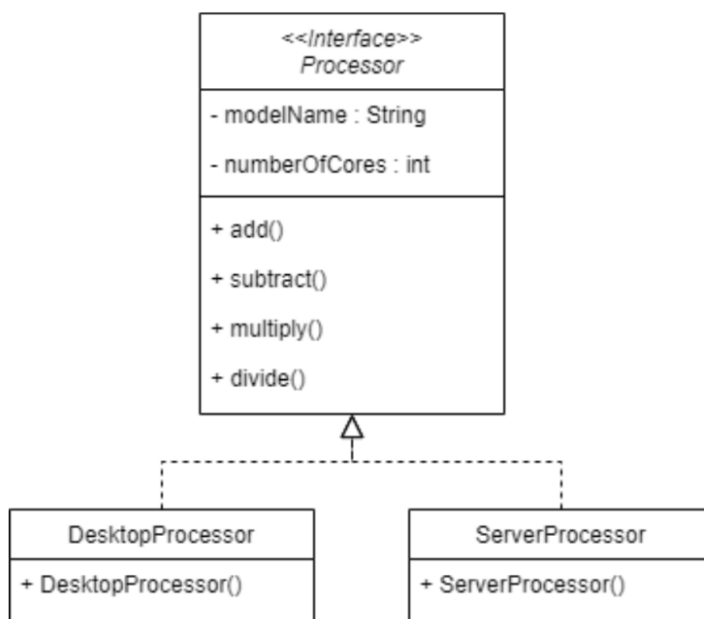 <<Interface>>
Processor
- modelName : String
- numberOfCores : int
+ add()
+ subtract()
+ multiply()
+ divide()
DesktopProcessor
+ DesktopProcessor()
ServerProcessor
+ ServerProcessor()